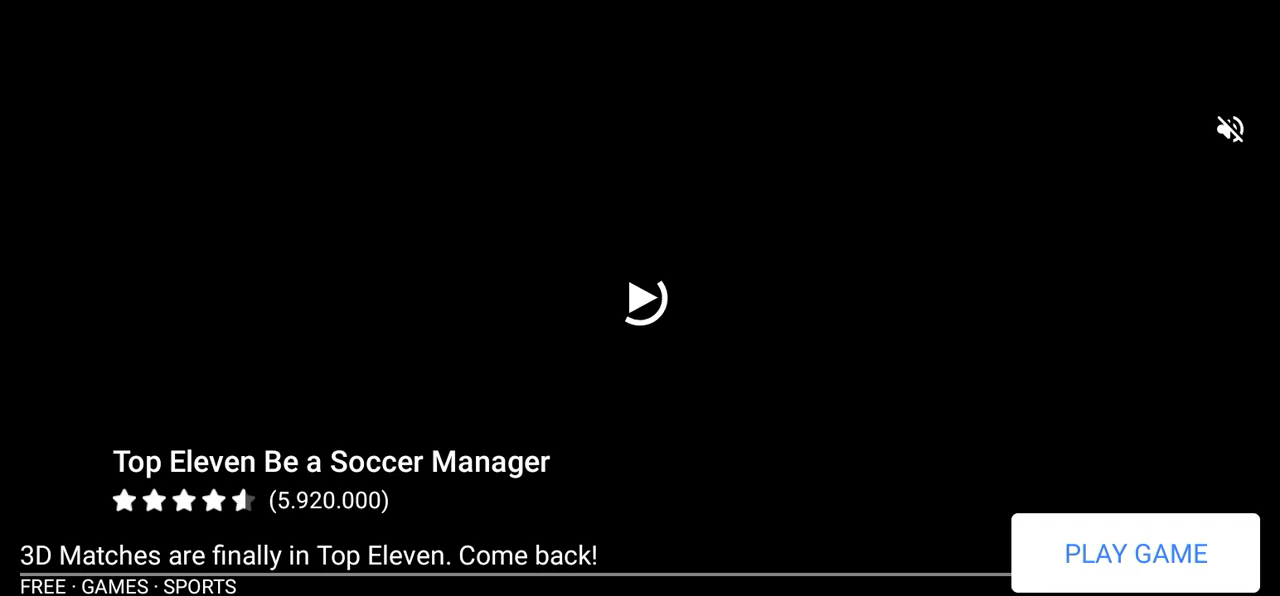 Top Eleven Be a Soccer Manager
(5.920.000)
3D Matches are finally in Top Eleven. Come back!
PLAY GAME
FREE · GAMES · SPORTS